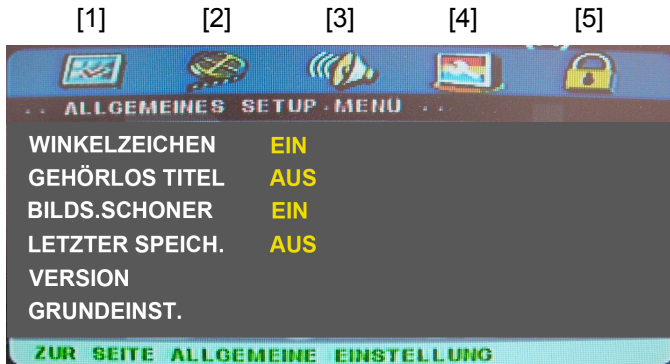 [1] [2] [3] [4] [5]
.. ALLGEMEINES SETUP-MENÜ ..
WINKELZEICHEN EIN
GEHÖRLOS TITEL AUS
BILDS.SCHONER EIN
LETZTER SPEICH. AUS
VERSION
GRUNDEINST.
ZUR SEITE ALLGEMEINE EINSTELLUNG